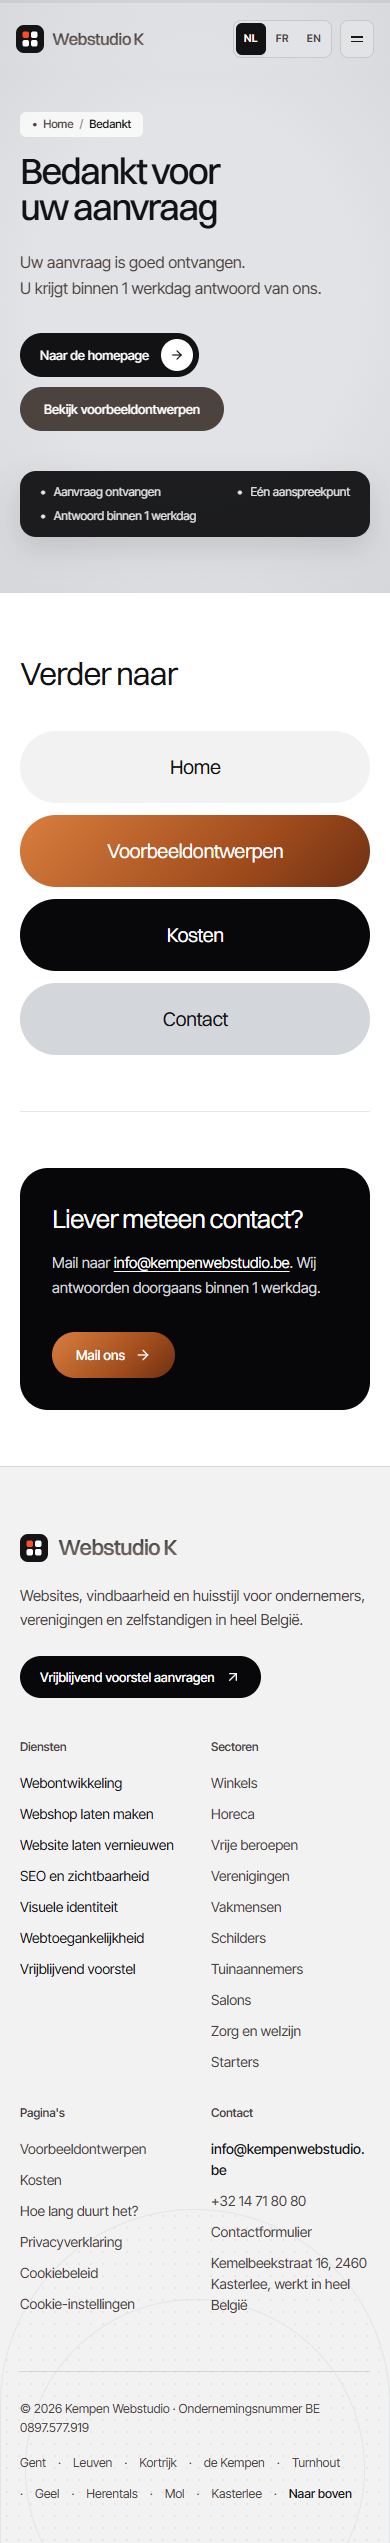 Webstudio K
NL FR EN
• Home / Bedankt
Bedankt voor
uw aanvraag
Uw aanvraag is goed ontvangen.
U krijgt binnen 1 werkdag antwoord van ons.
Naar de homepage →
Bekijk voorbeeldontwerpen
• Aanvraag ontvangen • Eén aanspreekpunt
• Antwoord binnen 1 werkdag
Verder naar
Home
Voorbeeldontwerpen
Kosten
Contact
Liever meteen contact?
Mail naar info@kempenwebstudio.be. Wij
antwoorden doorgaans binnen 1 werkdag.
Mail ons →
Webstudio K
Websites, vindbaarheid en huisstijl voor ondernemers,
verenigingen en zelfstandigen in heel België.
Vrijblijvend voorstel aanvragen ↗
Diensten
Webontwikkeling
Webshop laten maken
Website laten vernieuwen
SEO en zichtbaarheid
Visuele identiteit
Webtoegankelijkheid
Vrijblijvend voorstel
Sectoren
Winkels
Horeca
Vrije beroepen
Verenigingen
Vakmensen
Schilders
Tuinaannemers
Salons
Zorg en welzijn
Starters
Pagina's
Voorbeeldontwerpen
Kosten
Hoe lang duurt het?
Privacyverklaring
Cookiebeleid
Cookie-instellingen
Contact
info@kempenwebstudio.
be
+32 14 71 80 80
Contactformulier
Kemelbeekstraat 16, 2460
Kasterlee, werkt in heel
België
© 2026 Kempen Webstudio · Ondernemingsnummer BE
0897.577.919
Gent · Leuven · Kortrijk · de Kempen · Turnhout
· Geel · Herentals · Mol · Kasterlee · Naar boven